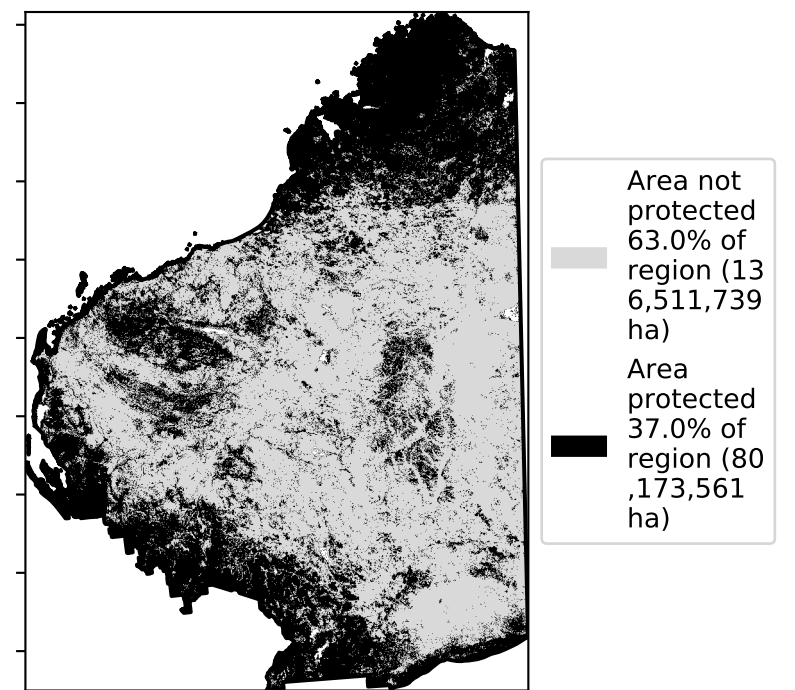 Area not
protected
63.0% of
region (13
6,511,739
ha)
Area
protected
37.0% of
region (80
,173,561
ha)